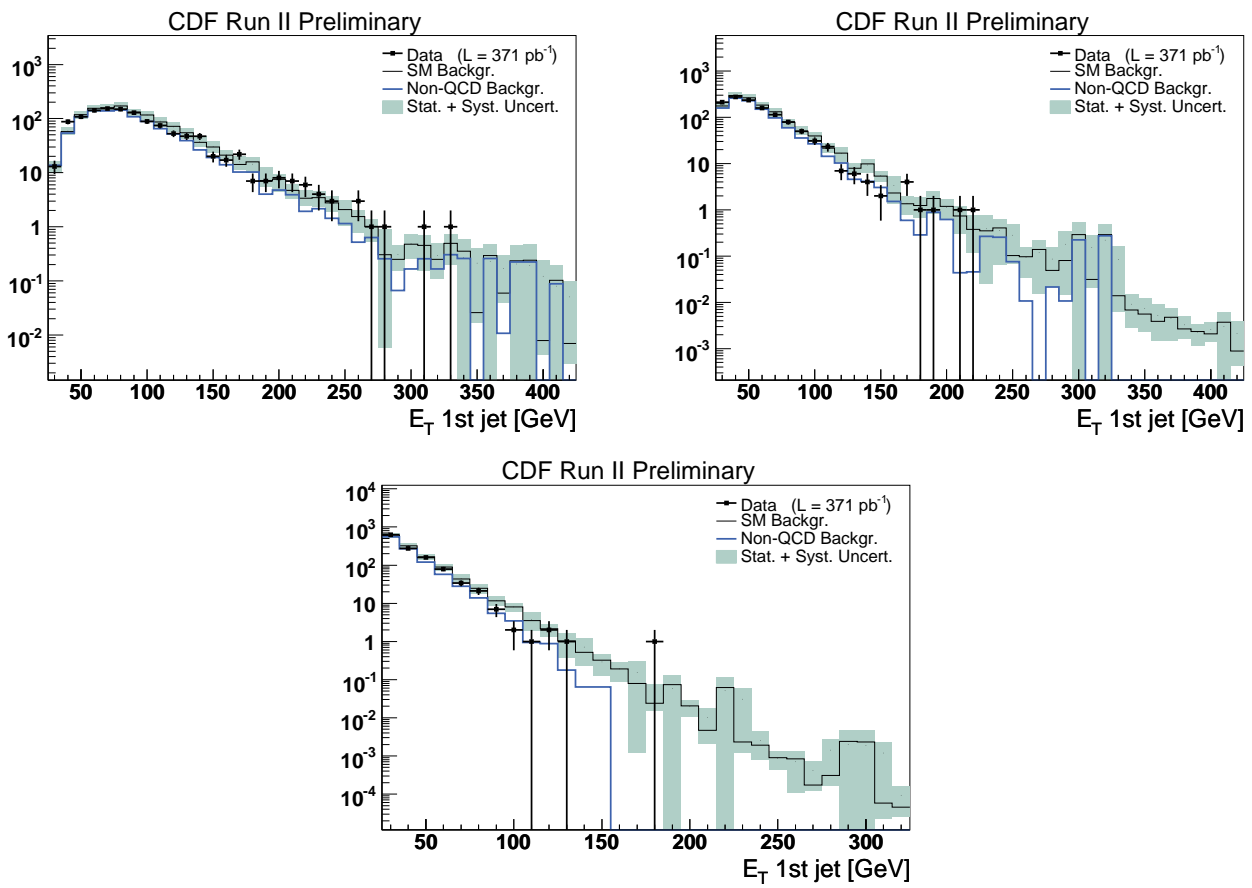 CDF Run II Preliminary
Data (L = 371 pb⁻¹)
SM Backgr.
Non-QCD Backgr.
Stat. + Syst. Uncert.
10³
10²
10
1
10⁻¹
10⁻²
50 100 150 200 250 300 350 400
E_T 1st jet [GeV]
CDF Run II Preliminary
Data (L = 371 pb⁻¹)
SM Backgr.
Non-QCD Backgr.
Stat. + Syst. Uncert.
10³
10²
10
1
10⁻¹
10⁻²
10⁻³
50 100 150 200 250 300 350 400
E_T 1st jet [GeV]
CDF Run II Preliminary
Data (L = 371 pb⁻¹)
SM Backgr.
Non-QCD Backgr.
Stat. + Syst. Uncert.
10⁴
10³
10²
10
1
10⁻¹
10⁻²
10⁻³
10⁻⁴
50 100 150 200 250 300
E_T 1st jet [GeV]